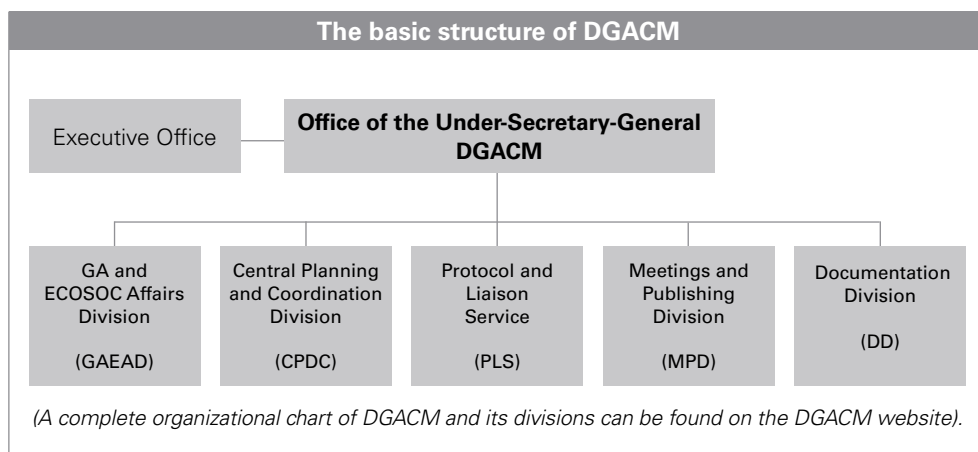 The basic structure of DGACM
Executive Office
Office of the Under-Secretary-General
DGACM
GA and
ECOSOC Affairs
Division
(GAEAD)
Central Planning
and Coordination
Division
(CPDC)
Protocol and
Liaison
Service
(PLS)
Meetings and
Publishing
Division
(MPD)
Documentation
Division
(DD)
(A complete organizational chart of DGACM and its divisions can be found on the DGACM website).